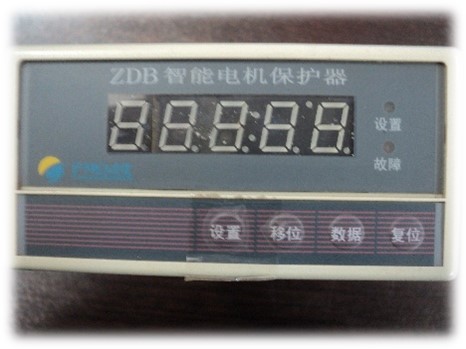 ZDB 智能电机保护器
设置
故障
设置 移位 数据 复位